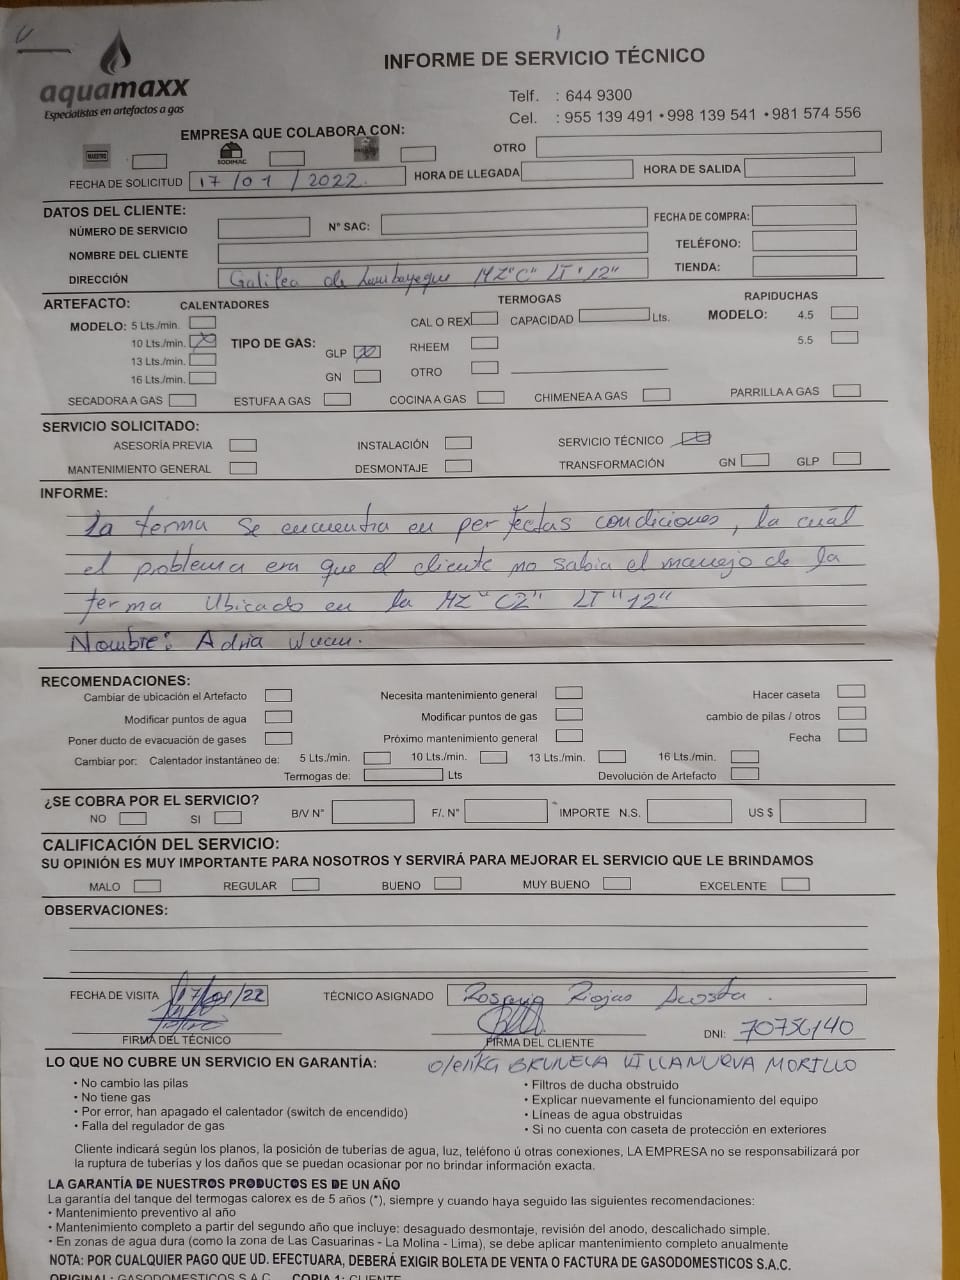 aquamaxx
Especialistas en artefactos a gas
INFORME DE SERVICIO TÉCNICO
Telf. : 644 9300
Cel. : 955 139 491 • 998 139 541 • 981 574 556
EMPRESA QUE COLABORA CON:
MAESTRO SODIMAC OTRO
FECHA DE SOLICITUD 17 / 01 / 2022. HORA DE LLEGADA HORA DE SALIDA
DATOS DEL CLIENTE:
NÚMERO DE SERVICIO N° SAC: FECHA DE COMPRA:
NOMBRE DEL CLIENTE TELÉFONO:
DIRECCIÓN Galileo de Lambayeque MZ "C" LT "12" TIENDA:
ARTEFACTO: CALENTADORES TERMOGAS RAPIDUCHAS
MODELO: 5 Lts./min. CAL O REX CAPACIDAD Lts. MODELO: 4.5
10 Lts./min. X TIPO DE GAS: GLP X RHEEM 5.5
13 Lts./min.
16 Lts./min. GN OTRO
SECADORA A GAS ESTUFA A GAS COCINA A GAS CHIMENEA A GAS PARRILLA A GAS
SERVICIO SOLICITADO:
ASESORÍA PREVIA INSTALACIÓN SERVICIO TÉCNICO X
MANTENIMIENTO GENERAL DESMONTAJE TRANSFORMACIÓN GN GLP
INFORME:
La terma se encuentra en perfectas condiciones, la cuál
el problema era que el cliente no sabia el manejo de la
terma Ubicado en la MZ "C2" LT "12"
Nombre: Adria
RECOMENDACIONES:
Cambiar de ubicación el Artefacto Necesita mantenimiento general Hacer caseta
Modificar puntos de agua Modificar puntos de gas cambio de pilas / otros
Poner ducto de evacuación de gases Próximo mantenimiento general Fecha
Cambiar por: Calentador instantáneo de: 5 Lts./min. 10 Lts./min. 13 Lts./min. 16 Lts./min.
Termogas de: Lts Devolución de Artefacto
¿SE COBRA POR EL SERVICIO?
NO SI B/V N° F/. N° IMPORTE N.S. US $
CALIFICACIÓN DEL SERVICIO:
SU OPINIÓN ES MUY IMPORTANTE PARA NOSOTROS Y SERVIRÁ PARA MEJORAR EL SERVICIO QUE LE BRINDAMOS
MALO REGULAR BUENO MUY BUENO EXCELENTE
OBSERVACIONES:
FECHA DE VISITA 17/01/22 TÉCNICO ASIGNADO Riojas Acosta.
FIRMA DEL TÉCNICO FIRMA DEL CLIENTE DNI: 70756140
LO QUE NO CUBRE UN SERVICIO EN GARANTÍA: BRUNELA VILLANUEVA MORILLO
• No cambio las pilas
• No tiene gas
• Por error, han apagado el calentador (switch de encendido)
• Falla del regulador de gas
• Filtros de ducha obstruido
• Explicar nuevamente el funcionamiento del equipo
• Líneas de agua obstruidas
• Si no cuenta con caseta de protección en exteriores
Cliente indicará según los planos, la posición de tuberías de agua, luz, teléfono ú otras conexiones, LA EMPRESA no se responsabilizará por
la ruptura de tuberías y los daños que se puedan ocasionar por no brindar información exacta.
LA GARANTÍA DE NUESTROS PRODUCTOS ES DE UN AÑO
La garantía del tanque del termogas calorex es de 5 años (*), siempre y cuando haya seguido las siguientes recomendaciones:
• Mantenimiento preventivo al año
• Mantenimiento completo a partir del segundo año que incluye: desaguado desmontaje, revisión del anodo, descalichado simple.
• En zonas de agua dura (como la zona de Las Casuarinas - La Molina - Lima), se debe aplicar mantenimiento completo anualmente
NOTA: POR CUALQUIER PAGO QUE UD. EFECTUARA, DEBERÁ EXIGIR BOLETA DE VENTA O FACTURA DE GASODOMESTICOS S.A.C.
ORIGINAL: GASODOMESTICOS S.A.C. COPIA 1: CLIENTE